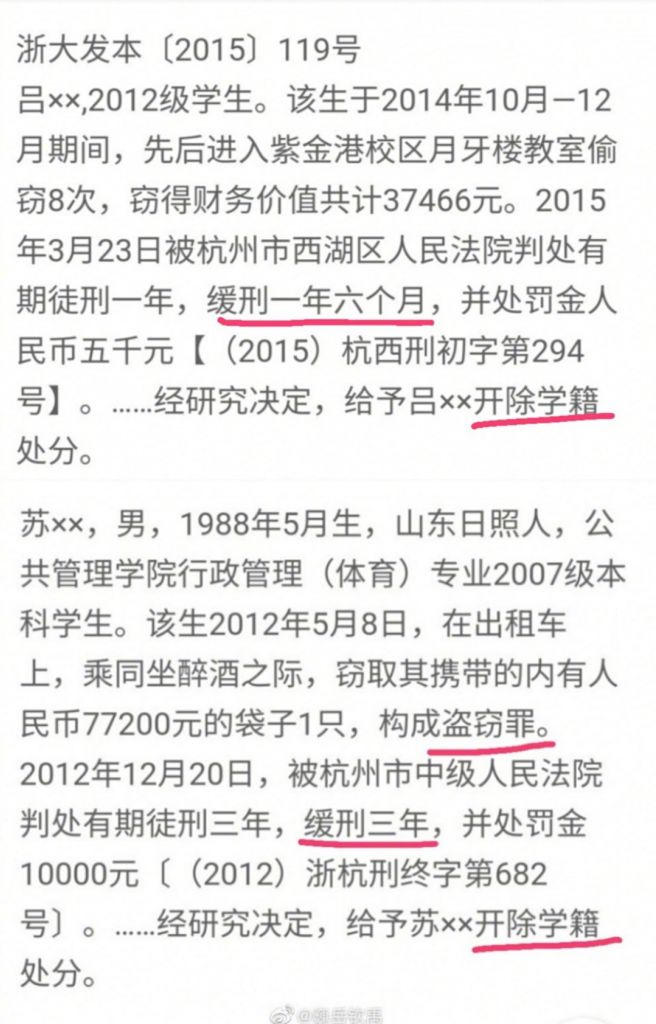 浙大发本〔2015〕119号
吕××,2012级学生。该生于2014年10月—12
月期间，先后进入紫金港校区月牙楼教室偷
窃8次，窃得财务价值共计37466元。2015
年3月23日被杭州市西湖区人民法院判处有
期徒刑一年，缓刑一年六个月，并处罚金人
民币五千元【（2015）杭西刑初字第294
号】。……经研究决定，给予吕××开除学籍
处分。
苏××，男，1988年5月生，山东日照人，公
共管理学院行政管理（体育）专业2007级本
科学生。该生2012年5月8日，在出租车
上，乘同坐醉酒之际，窃取其携带的内有人
民币77200元的袋子1只，构成盗窃罪。
2012年12月20日，被杭州市中级人民法院
判处有期徒刑三年，缓刑三年，并处罚金
10000元〔（2012）浙杭刑终字第682
号〕。……经研究决定，给予苏××开除学籍
处分。